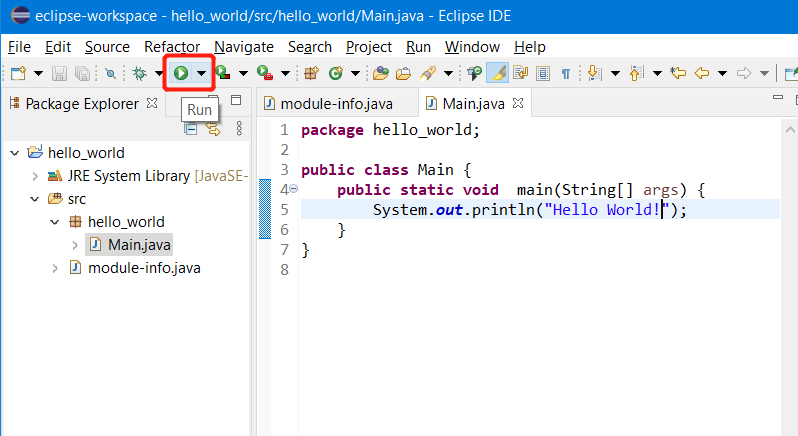 eclipse-workspace - hello_world/src/hello_world/Main.java - Eclipse IDE
File Edit Source Refactor Navigate Search Project Run Window Help
Package Explorer
Run
hello_world
JRE System Library [JavaSE-
src
hello_world
Main.java
module-info.java
module-info.java Main.java
1 package hello_world;
2
3 public class Main {
4 public static void  main(String[] args) {
5 System.out.println("Hello World!");
6 }
7 }
8